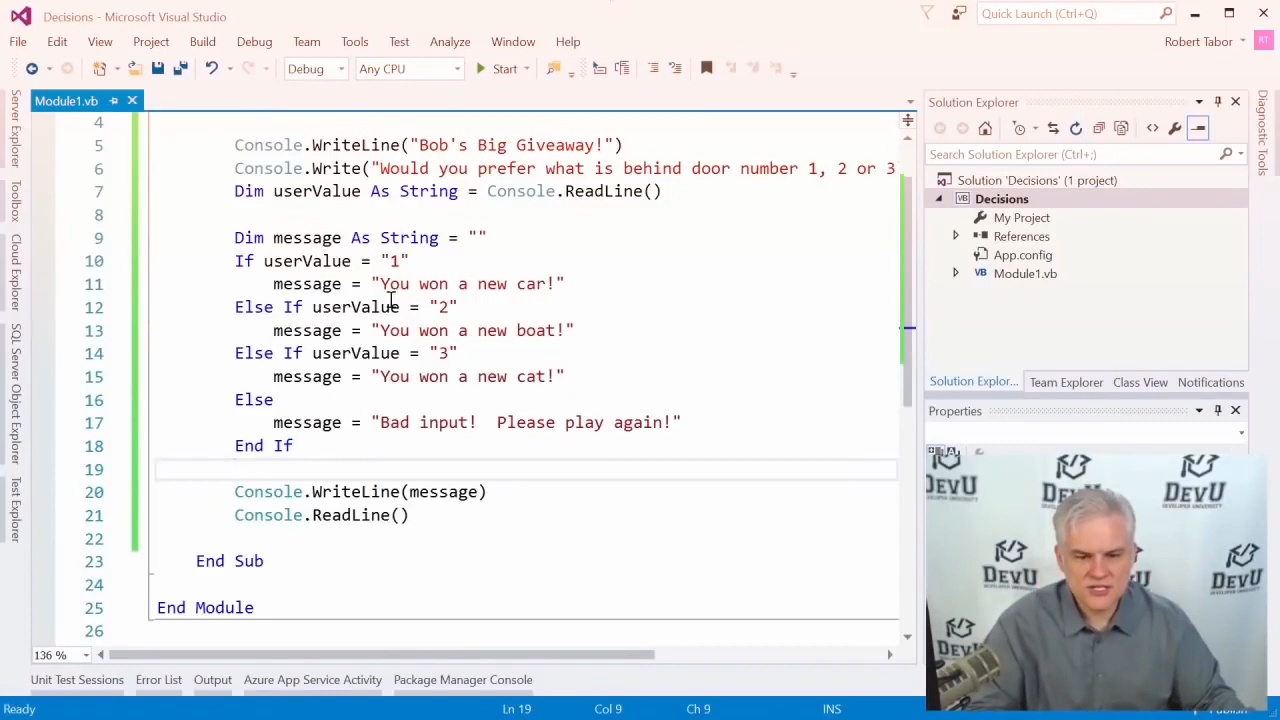 Decisions - Microsoft Visual Studio
Quick Launch (Ctrl+Q)
File Edit View Project Build Debug Team Tools Test Analyze Window Help
Robert Tabor
RT
Debug Any CPU Start
Module1.vb
Server Explorer
Toolbox
Cloud Explorer
SQL Server Object Explorer
Test Explorer
4
5 Console.WriteLine("Bob's Big Giveaway!")
6 Console.Write("Would you prefer what is behind door number 1, 2 or 3
7 Dim userValue As String = Console.ReadLine()
8
9 Dim message As String = ""
10 If userValue = "1"
11 message = "You won a new car!"
12 Else If userValue = "2"
13 message = "You won a new boat!"
14 Else If userValue = "3"
15 message = "You won a new cat!"
16 Else
17 message = "Bad input!  Please play again!"
18 End If
19
20 Console.WriteLine(message)
21 Console.ReadLine()
22
23 End Sub
24
25 End Module
26
136 %
Solution Explorer
Search Solution Explorer (Ctrl+;)
Solution 'Decisions' (1 project)
Decisions
My Project
References
App.config
Module1.vb
Solution Explor... Team Explorer Class View Notifications
Properties
Diagnostic Tools
DEVU
DEVELOPER UNIVERSITY
DEVU
DEVU
DEVU
Unit Test Sessions Error List Output Azure App Service Activity Package Manager Console
Ready Ln 19 Col 9 Ch 9 INS